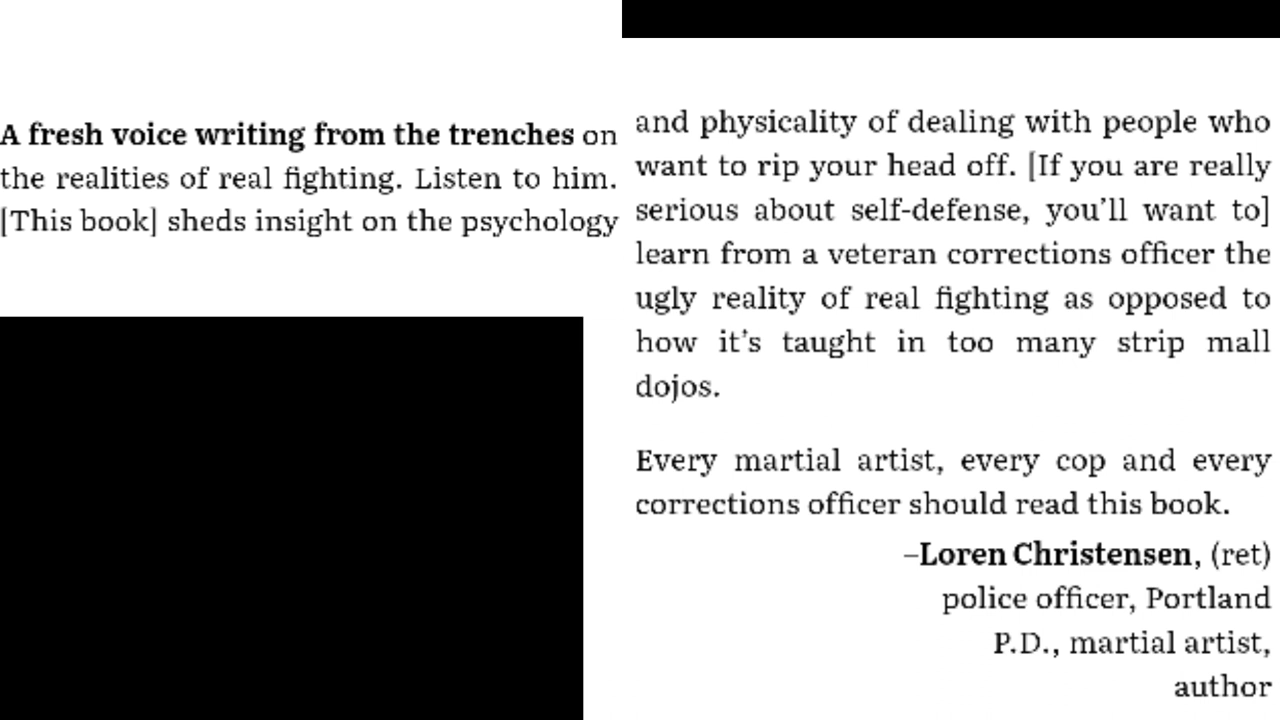 A fresh voice writing from the trenches on
the realities of real fighting. Listen to him.
[This book] sheds insight on the psychology
and physicality of dealing with people who
want to rip your head off. [If you are really
serious about self-defense, you’ll want to]
learn from a veteran corrections officer the
ugly reality of real fighting as opposed to
how it’s taught in too many strip mall
dojos.
Every martial artist, every cop and every
corrections officer should read this book.
–Loren Christensen, (ret)
police officer, Portland
P.D., martial artist,
author